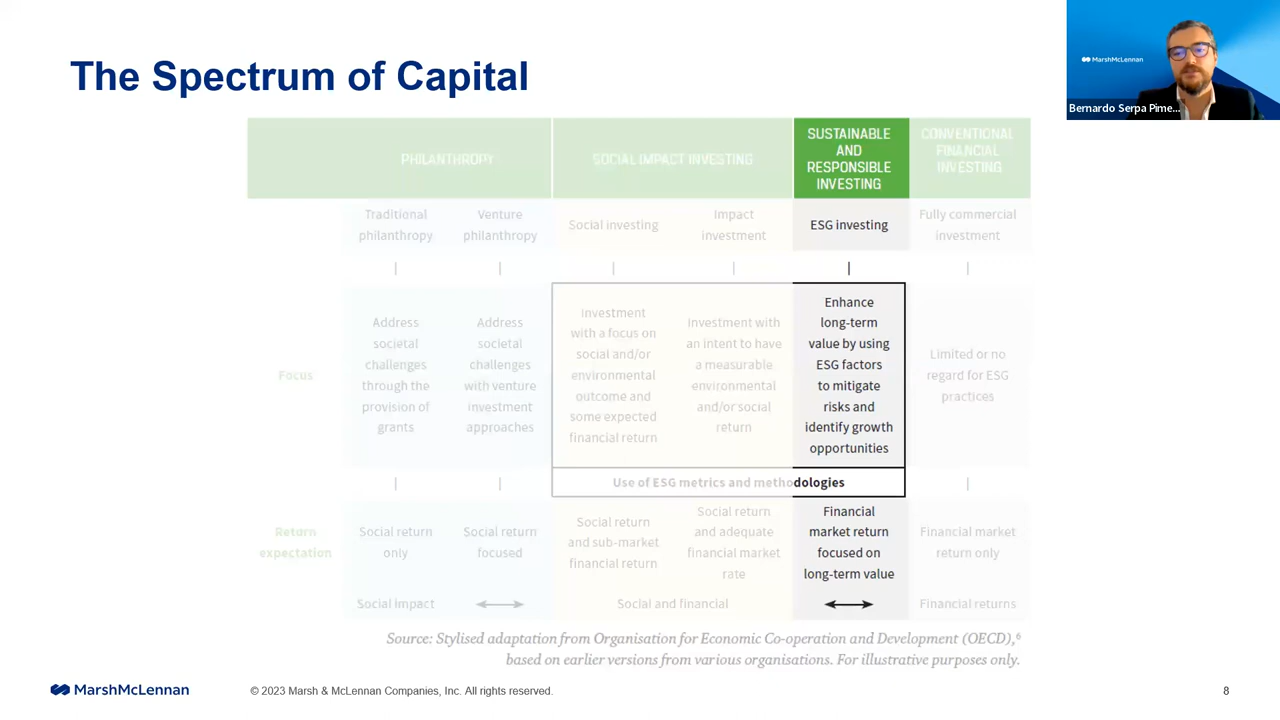 The Spectrum of Capital
MarshMcLennan
Bernardo Serpa Pime...
PHILANTHROPY
SOCIAL IMPACT INVESTING
SUSTAINABLE
AND
RESPONSIBLE
INVESTING
CONVENTIONAL
FINANCIAL
INVESTING
Traditional
philanthropy
Venture
philanthropy
Social investing
Impact
investment
ESG investing
Fully commercial
investment
Focus
Address
societal
challenges
through the
provision of
grants
Address
societal
challenges
with venture
investment
approaches
Investment
with a focus on
social and/or
environmental
outcome and
some expected
financial return
Investment with
an intent to have
a measurable
environmental
and/or social
return
Enhance
long-term
value by using
ESG factors
to mitigate
risks and
identify growth
opportunities
Limited or no
regard for ESG
practices
Use of ESG metrics and methodologies
Return
expectation
Social return
only
Social return
focused
Social return
and sub-market
financial return
Social return
and adequate
financial market
rate
Financial
market return
focused on
long-term value
Financial market
return only
Social impact
Social and financial
Financial returns
Source: Stylised adaptation from Organisation for Economic Co-operation and Development (OECD),⁶
based on earlier versions from various organisations. For illustrative purposes only.
MarshMcLennan
© 2023 Marsh & McLennan Companies, Inc. All rights reserved.
8